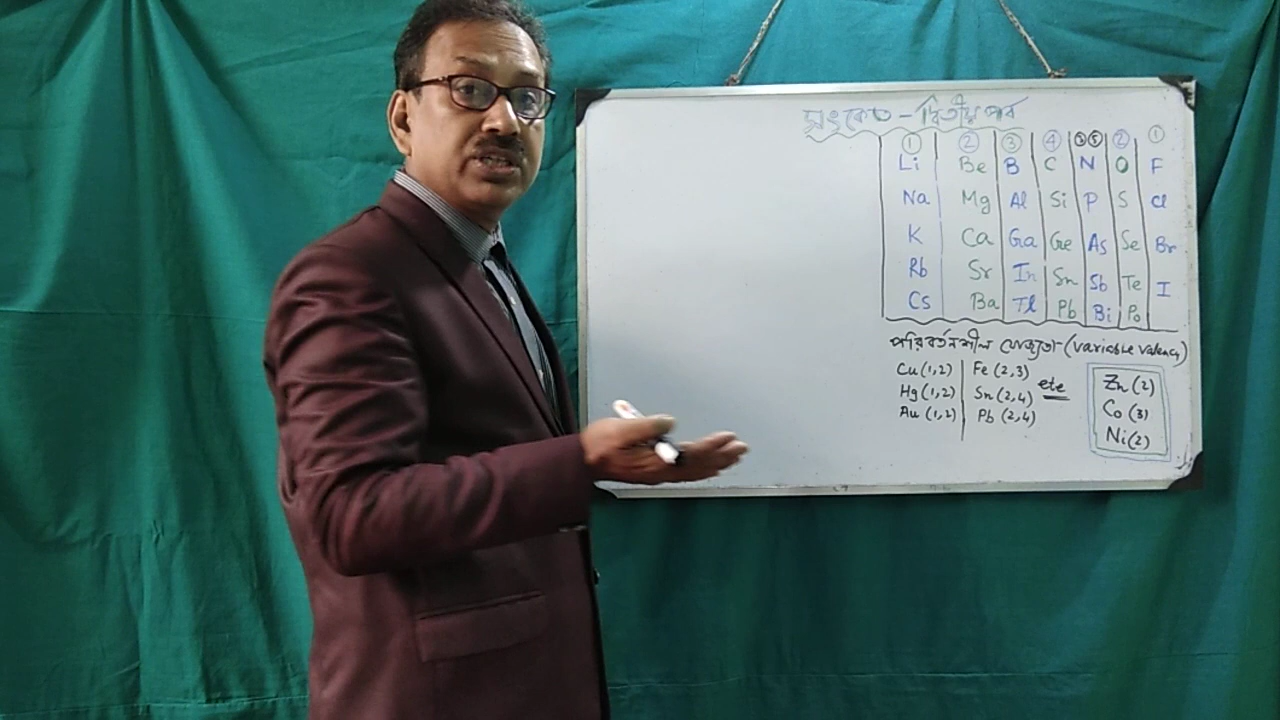 সংকেত - দ্বিতীয় পর্ব
① ② ③ ④ ③⑤ ② ①
Li Be B C N O F
Na Mg Al Si P S Cl
K Ca Ga Ge As Se Br
Rb Sr In Sn Sb Te I
Cs Ba Tl Pb Bi Po
পরিবর্তনশীল যোজ্যতা - (variable valency)
Cu (1,2) Fe (2,3)
Hg (1,2) Sn (2,4) etc
Au (1,2) Pb (2,4)
Zn (2)
Co (3)
Ni (2)